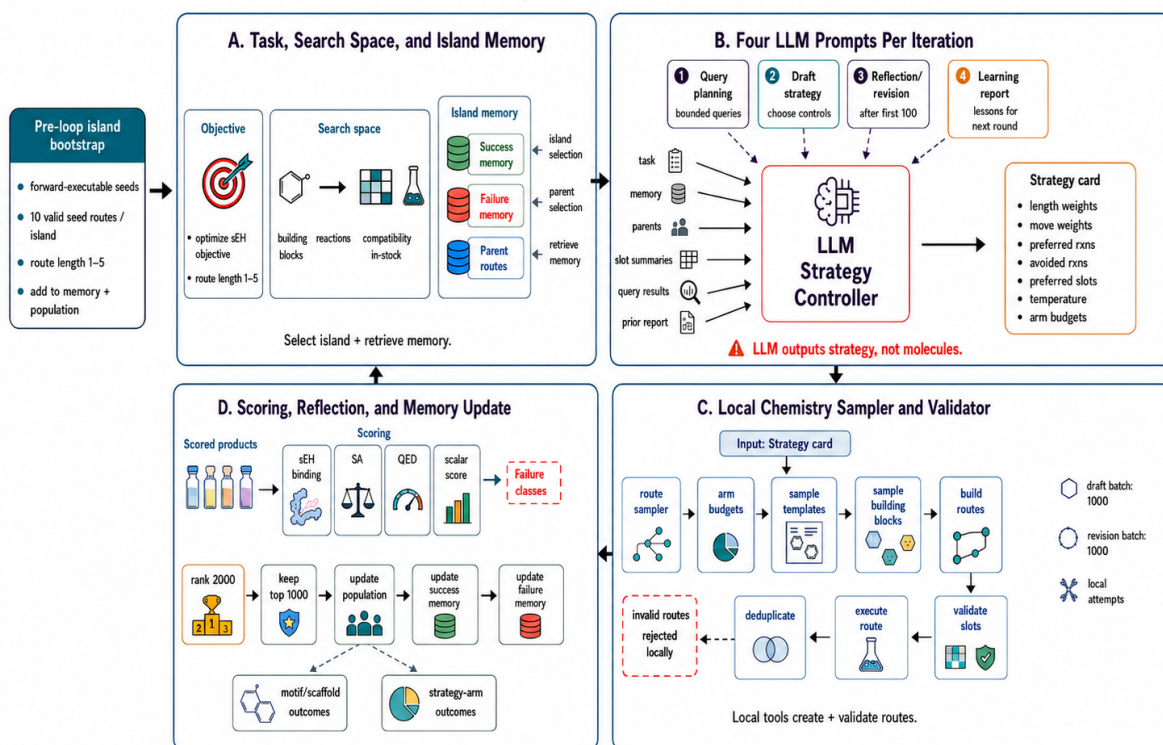 Pre-loop island
bootstrap
• forward-executable seeds
• 10 valid seed routes /
island
• route length 1–5
• add to memory +
population
A. Task, Search Space, and Island Memory
Objective
• optimize sEH
objective
• route length 1–5
Search space
building
blocks
reactions
compatibility
in-stock
Island memory
Success
memory
Failure
memory
Parent
routes
island
selection
parent
selection
retrieve
memory
Select island + retrieve memory.
B. Four LLM Prompts Per Iteration
1 Query
planning
bounded queries
2 Draft
strategy
choose controls
3 Reflection/
revision
after first 100
4 Learning
report
lessons for
next round
task
memory
parents
slot summaries
query results
prior report
LLM
Strategy
Controller
Strategy card
• length weights
• move weights
• preferred rxns
• avoided rxns
• preferred slots
• temperature
• arm budgets
LLM outputs strategy, not molecules.
C. Local Chemistry Sampler and Validator
Input: Strategy card
route
sampler
arm
budgets
sample
templates
sample
building
blocks
build
routes
validate
slots
execute
route
deduplicate
invalid routes
rejected
locally
draft batch:
1000
revision batch:
1000
local
attempts
Local tools create + validate routes.
D. Scoring, Reflection, and Memory Update
Scored products
Scoring
sEH
binding
SA
QED
scalar
score
Failure
classes
rank 2000
2 1 3
keep
top 1000
update
population
update
success
memory
update
failure
memory
motif/scaffold
outcomes
strategy-arm
outcomes